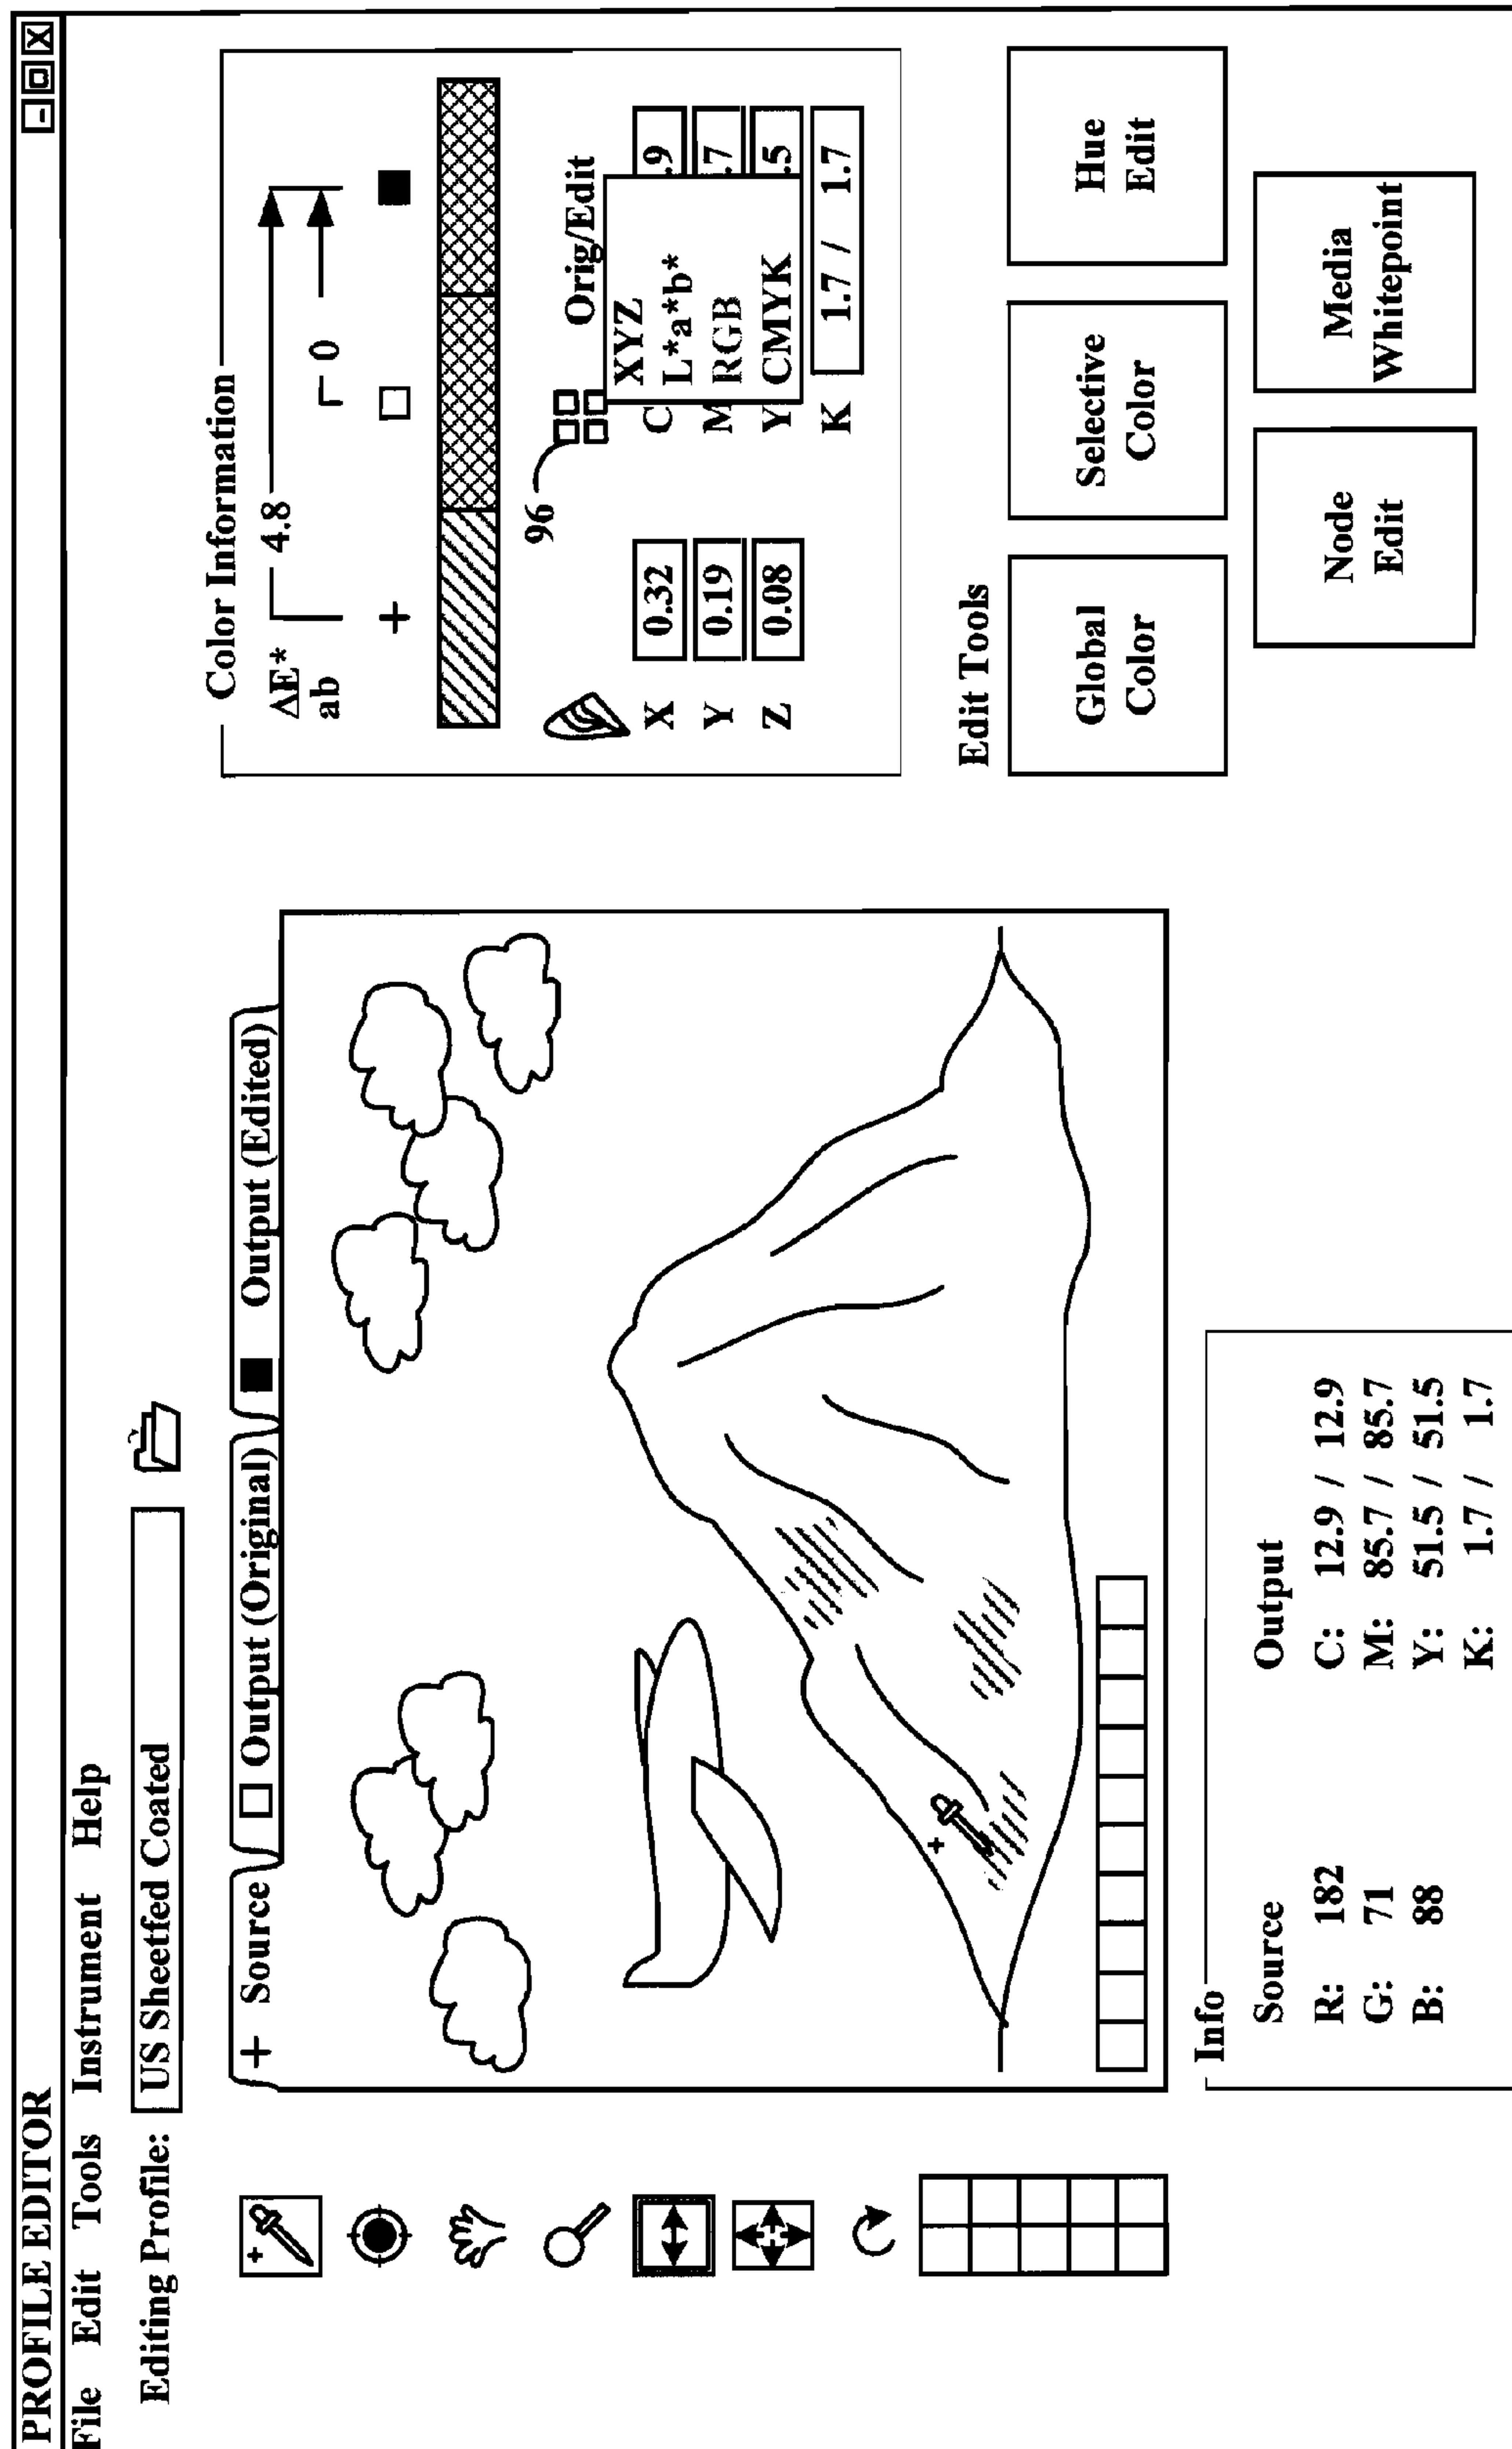 PROFILE EDITOR
File Edit Tools Instrument Help
Editing Profile: US Sheetfed Coated
+ Source
Output (Original)
Output (Edited)
Color Information
ΔE*
ab
4.8
0
+
96
Orig/Edit
X 0.32
Y 0.19
Z 0.08
XYZ
L*a*b*
RGB
CMYK
C .9
M .7
Y .5
K 1.7 / 1.7
Edit Tools
Global
Color
Selective
Color
Hue
Edit
Node
Edit
Media
Whitepoint
Info
Source
R: 182
G: 71
B: 88
Output
C: 12.9 / 12.9
M: 85.7 / 85.7
Y: 51.5 / 51.5
K: 1.7 / 1.7